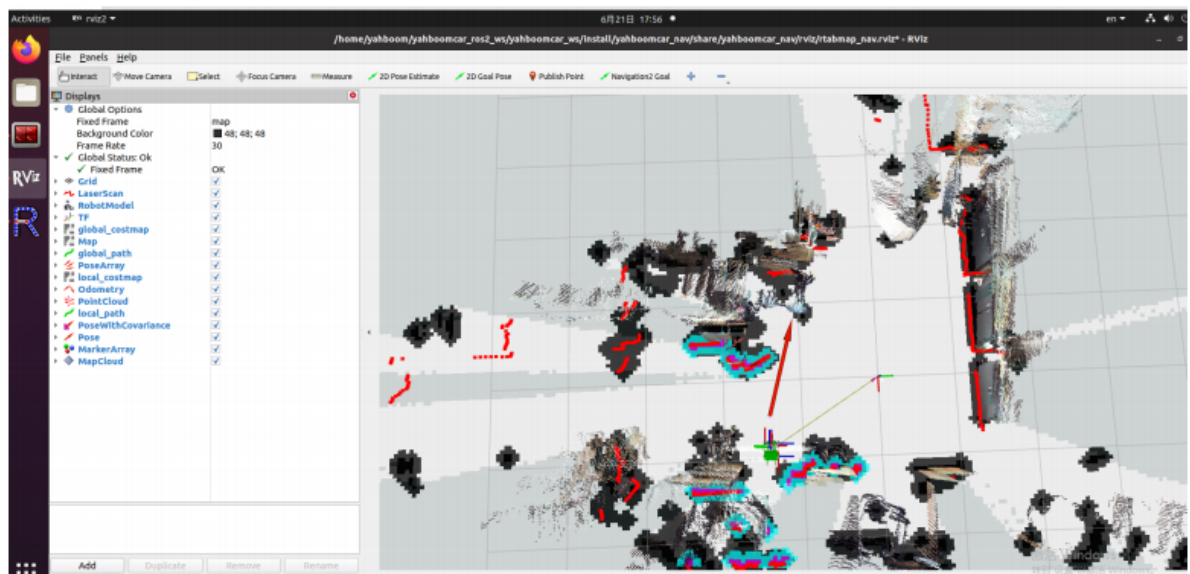 Activities
rviz2
6月21日 17:56
en
/home/yahboom/yahboomcar_ros2_ws/yahboomcar_ws/install/yahboomcar_nav/share/yahboomcar_nav/rviz/rtabmap_nav.rviz* - RViz
File Panels Help
Interact Move Camera Select Focus Camera Measure 2D Pose Estimate 2D Goal Pose Publish Point Navigation2 Goal
Displays
Global Options
Fixed Frame map
Background Color 48; 48; 48
Frame Rate 30
Global Status: Ok
Fixed Frame OK
Grid
LaserScan
RobotModel
TF
global_costmap
Map
global_path
PoseArray
local_costmap
Odometry
PointCloud
local_path
PoseWithCovariance
Pose
MarkerArray
MapCloud
RViz
Add Duplicate Remove Rename